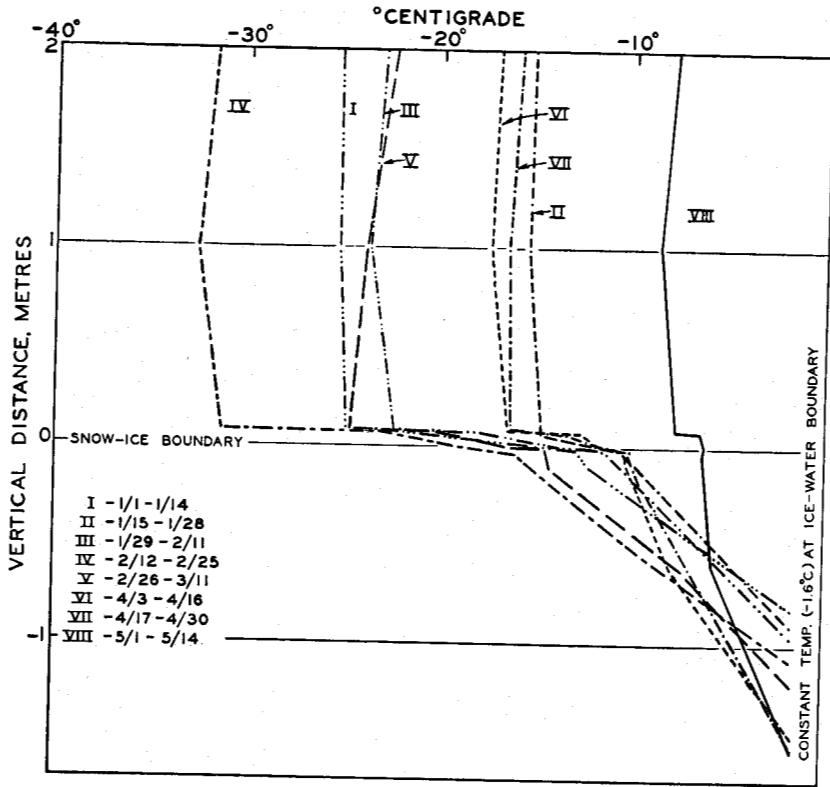 °CENTIGRADE
-40° -30° -20° -10°
2
IV I III VI
V VII
II VIII
1
VERTICAL DISTANCE, METRES
0
SNOW-ICE BOUNDARY
I -1/1-1/14
II -1/15-1/28
III -1/29-2/11
IV -2/12-2/25
V -2/26-3/11
VI -4/3-4/16
VII -4/17-4/30
VIII -5/1-5/14
-1
CONSTANT TEMP. (-1.6°C) AT ICE-WATER BOUNDARY